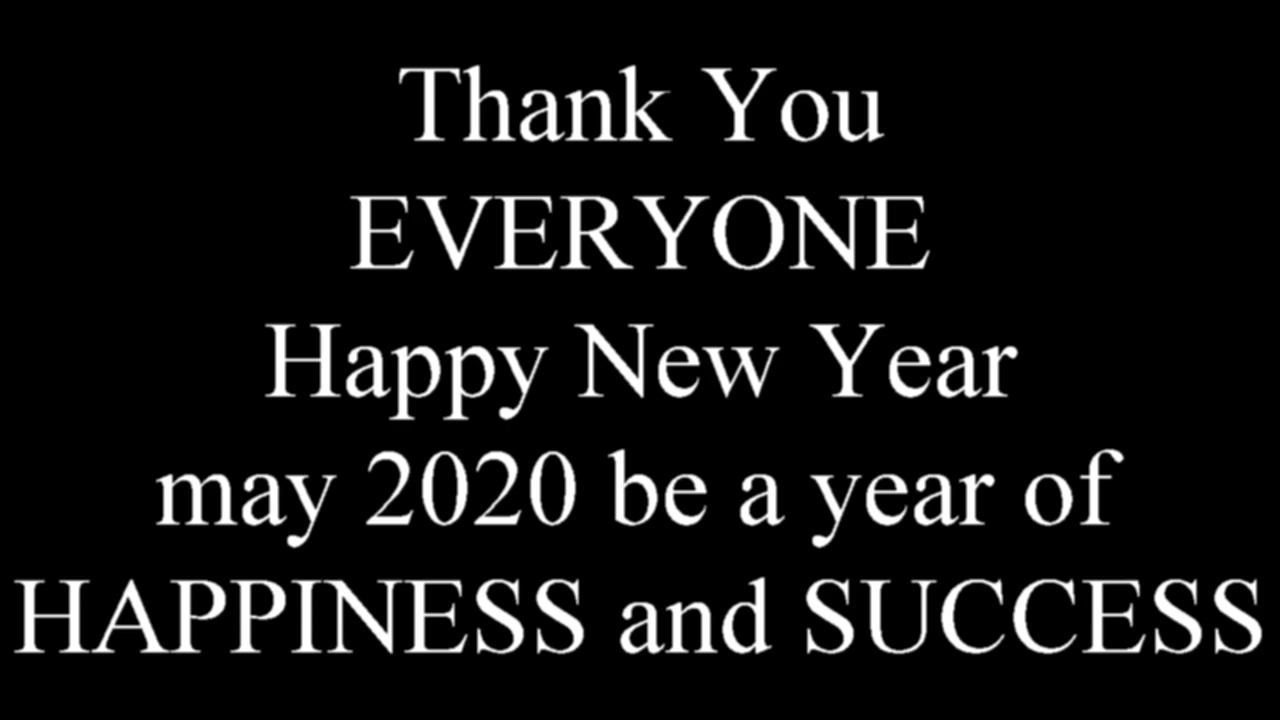 Thank You
EVERYONE
Happy New Year
may 2020 be a year of
HAPPINESS and SUCCESS